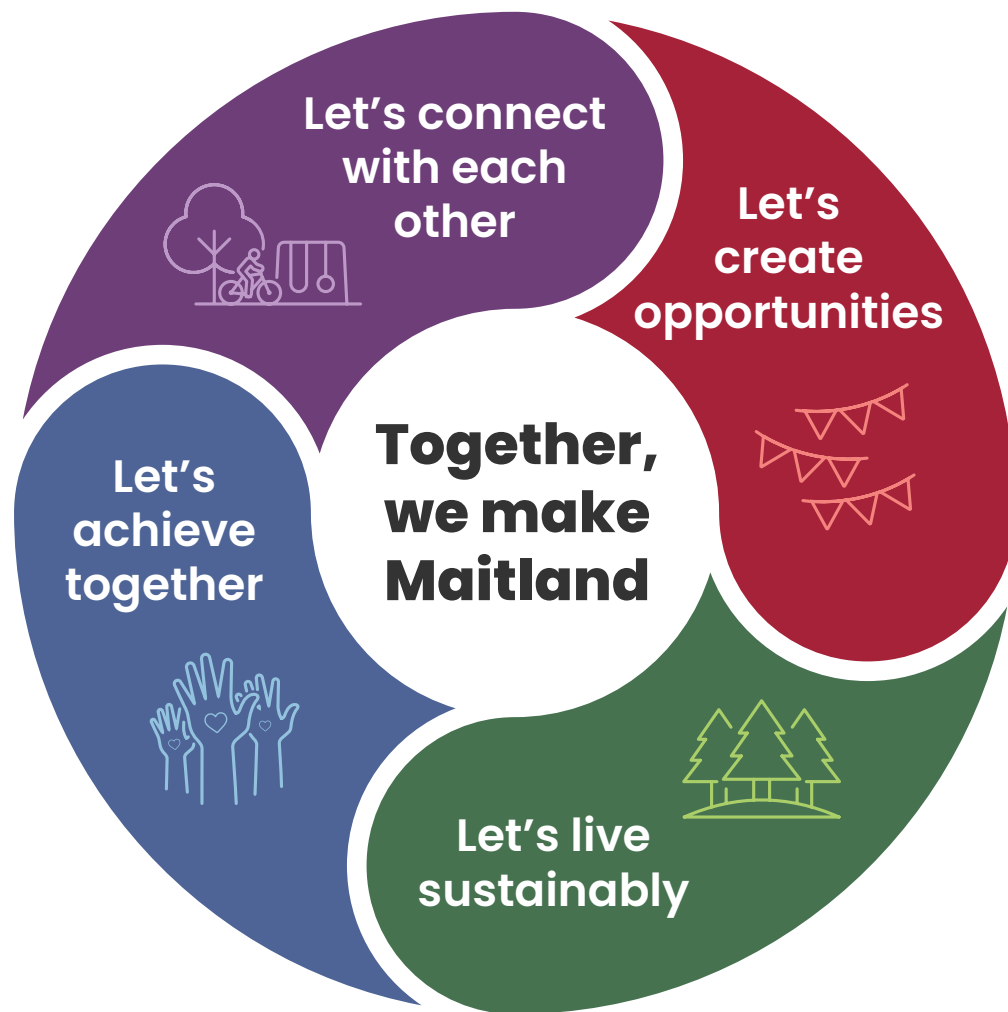 Let’s connect
with each
other
Let’s
create
opportunities
Together,
we make
Maitland
Let’s
achieve
together
Let’s live
sustainably